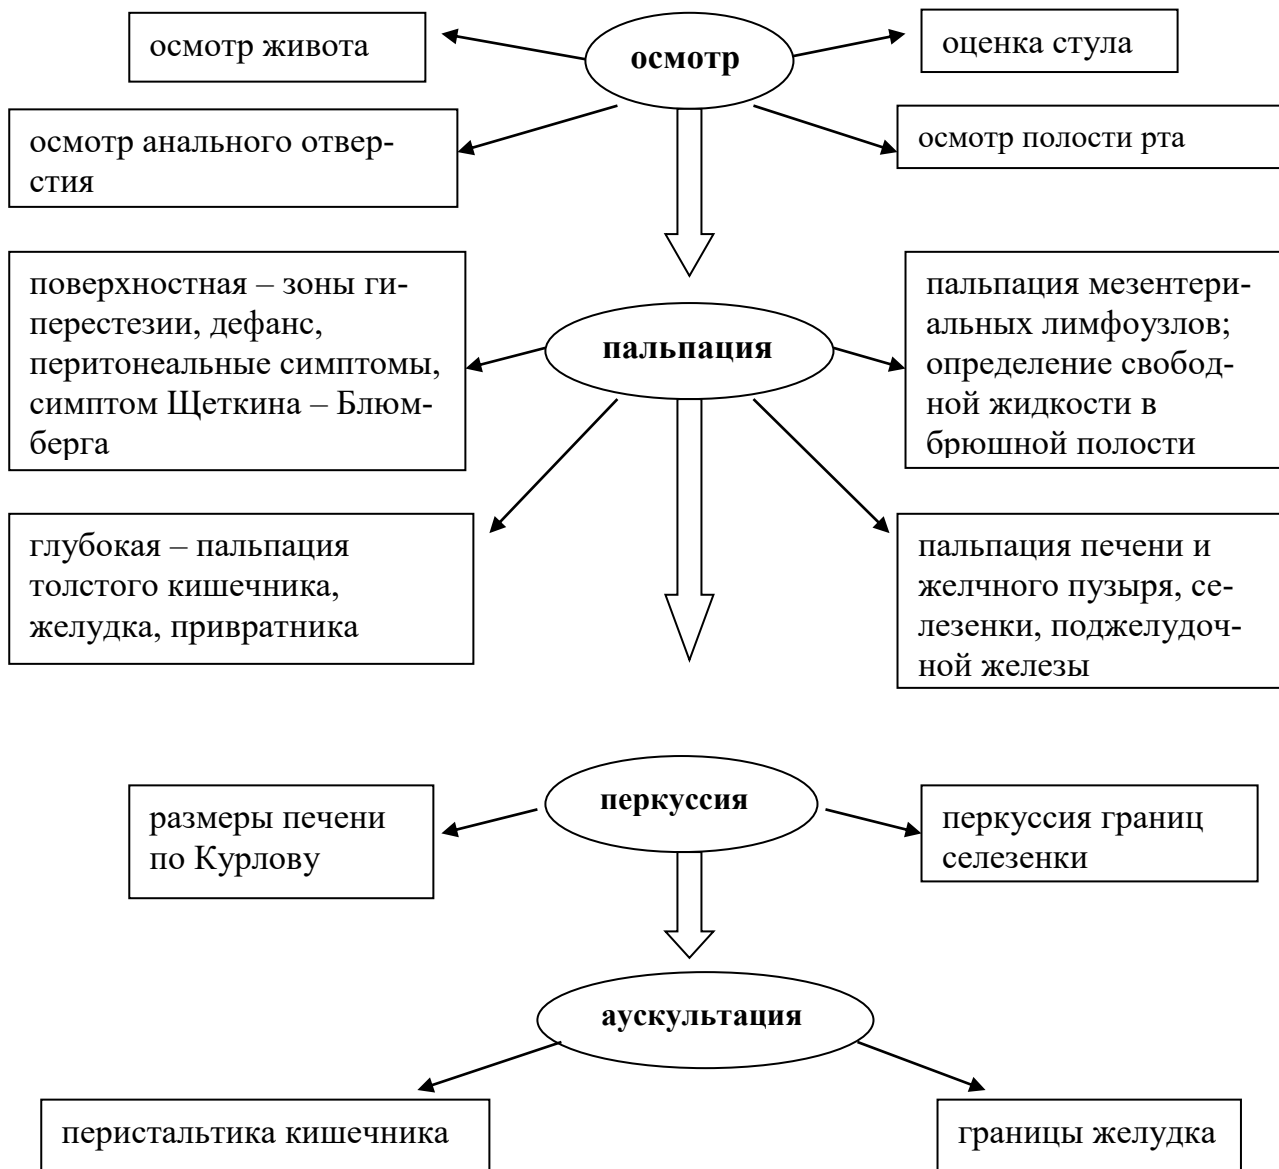 осмотр живота
осмотр
оценка стула
осмотр анального отвер-
стия
осмотр полости рта
поверхностная – зоны ги-
перестезии, дефанс,
перитонеальные симптомы,
симптом Щеткина – Блюм-
берга
пальпация
пальпация мезентери-
альных лимфоузлов;
определение свобод-
ной жидкости в
брюшной полости
глубокая – пальпация
толстого кишечника,
желудка, привратника
пальпация печени и
желчного пузыря, се-
лезенки, поджелудоч-
ной железы
размеры печени
по Курлову
перкуссия
перкуссия границ
селезенки
аускультация
перистальтика кишечника
границы желудка